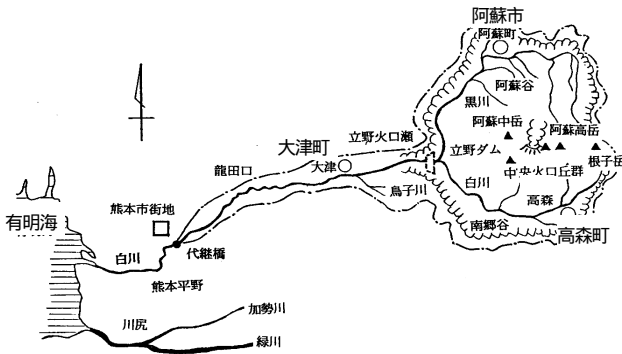 阿蘇市
阿蘇町
阿蘇谷
黒川
阿蘇中岳
阿蘇高岳
立野火口瀬
大津町
大津
立野ダム
根子岳
中央火口丘群
龍田口
白川
鳥子川
高森
南郷谷
高森町
熊本市街地
有明海
代継橋
白川
熊本平野
加勢川
川尻
緑川